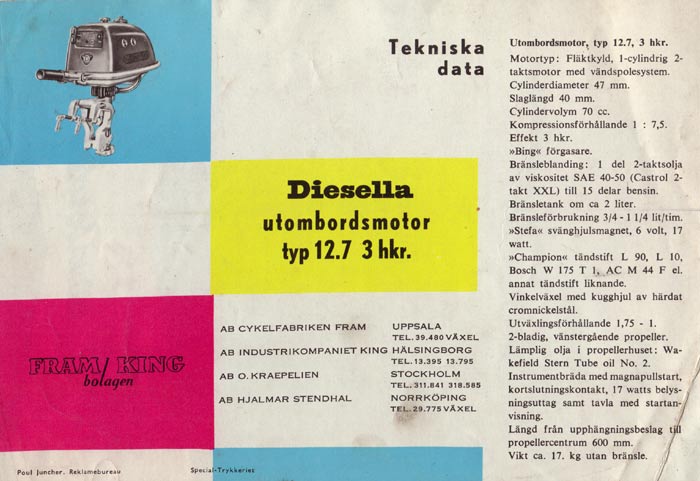 Tekniska
data
Diesella
utombordsmotor
typ 12.7 3 hkr.
FRAM/KING
bolagen
AB CYKELFABRIKEN FRAM UPPSALA
TEL. 39.480 VÄXEL
AB INDUSTRIKOMPANIET KING HÄLSINGBORG
TEL. 13.395 13.795
AB O. KRAEPELIEN STOCKHOLM
TEL. 311.841 318.585
AB HJALMAR STENDHAL NORRKÖPING
TEL. 29.775 VÄXEL
Poul Juncher. Reklamebureau Special-Trykkeries
Utombordsmotor, typ 12.7, 3 hkr.
Motortyp: Fläktkyld, 1-cylindrig 2-
taktsmotor med vändspolesystem.
Cylinderdiameter 47 mm.
Slaglängd 40 mm.
Cylindervolym 70 cc.
Kompressionsförhållande 1 : 7,5.
Effekt 3 hkr.
»Bing« förgasare.
Bränsleblanding: 1 del 2-taktsolja
av viskositet SAE 40-50 (Castrol 2-
takt XXL) till 15 delar bensin.
Bränsletank om ca 2 liter.
Bränsleförbrukning 3/4 - 1 1/4 lit/tim.
»Stefa« svänghjulsmagnet, 6 volt, 17
watt.
»Champion« tändstift L 90, L 10,
Bosch W 175 T 1, AC M 44 F el.
annat tändstift liknande.
Vinkelväxel med kugghjul av härdat
cromnickelstål.
Utväxlingsförhållande 1,75 - 1.
2-bladig, vänstergående propeller.
Lämplig olja i propellerhuset: Wa-
kefield Stern Tube oil No. 2.
Instrumentbräda med magnapullstart,
kortslutningskontakt, 17 watts belys-
ningsuttag samt tavla med startan-
visning.
Längd från upphängningsbeslag till
propellercentrum 600 mm.
Vikt ca. 17. kg utan bränsle.